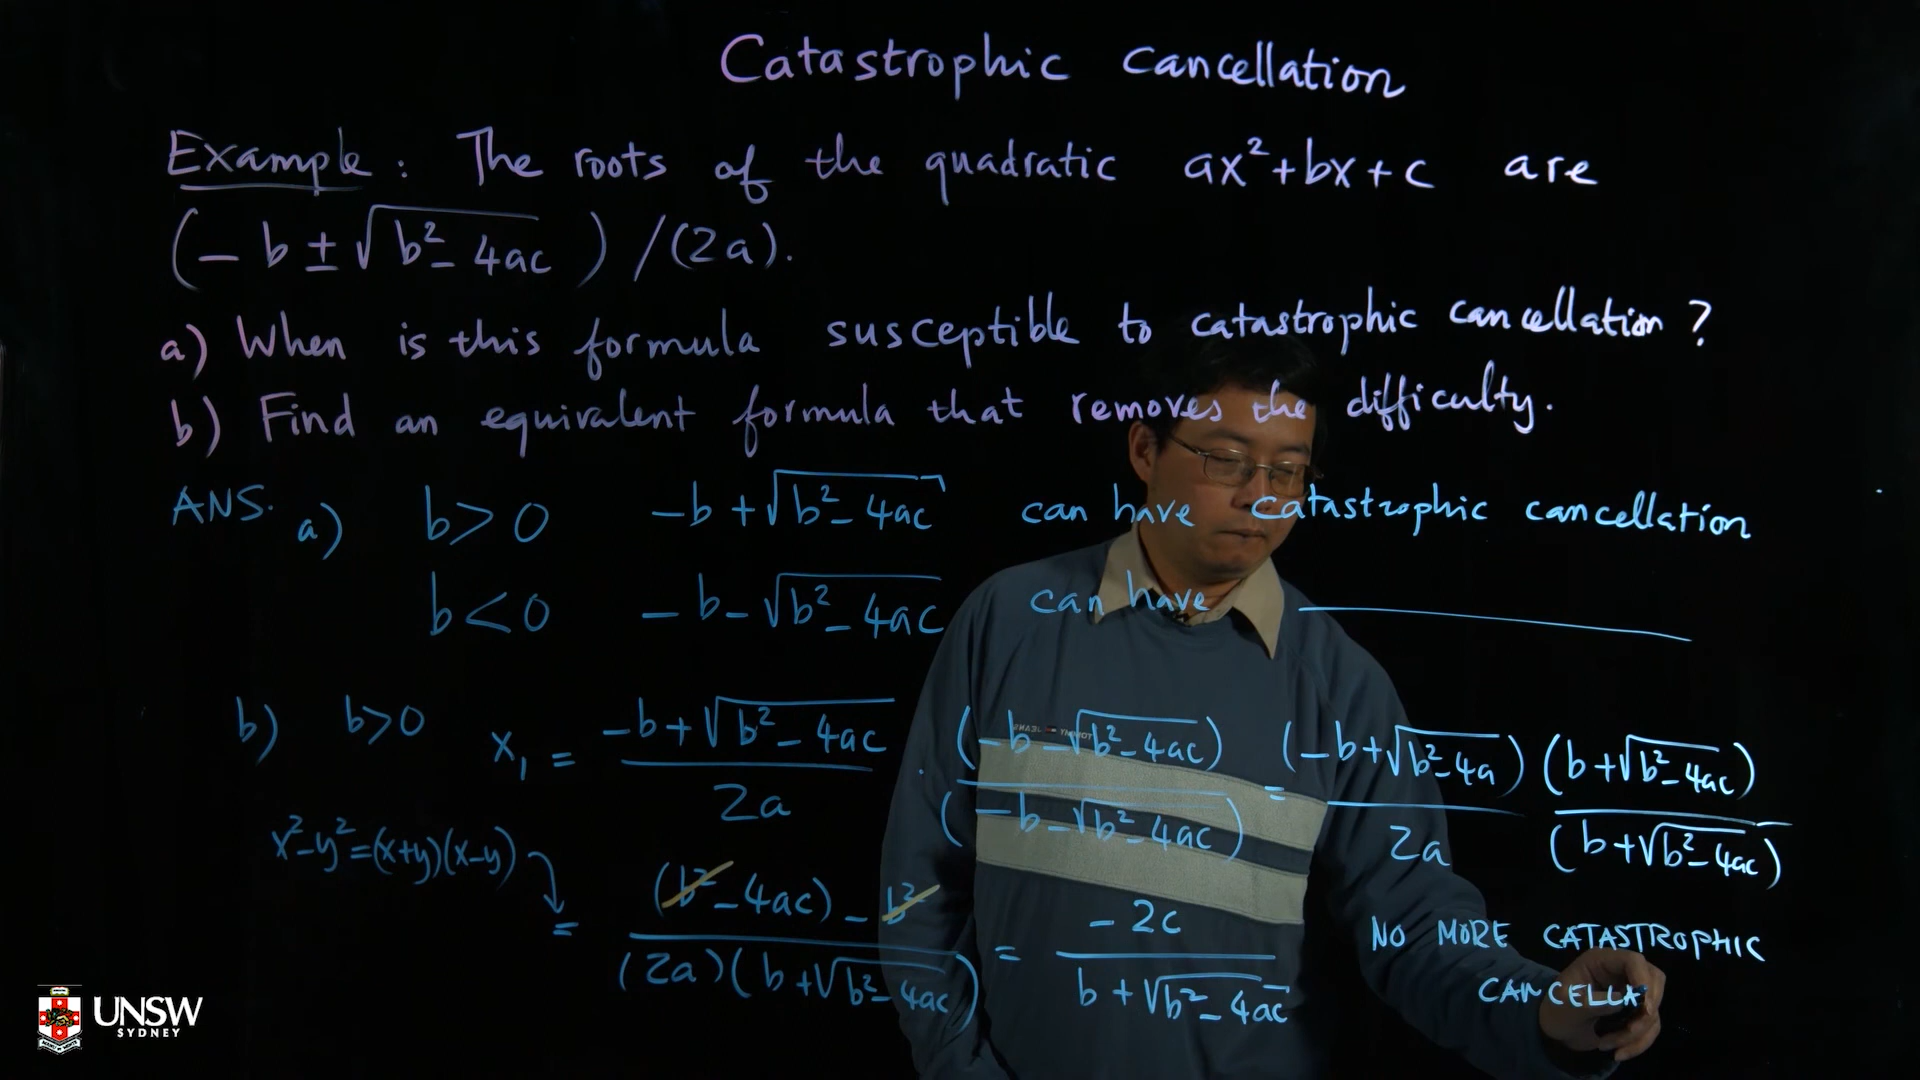 Catastrophic Cancellation
Example: The roots of the quadratic ax²+bx+c are
(-b±√(b²-4ac))/(2a).
a) When is this formula susceptible to catastrophic cancellation?
b) Find an equivalent formula that removes the difficulty.
ANS. a) b>0 -b+√(b²-4ac) can have catastrophic cancellation
b<0 -b-√(b²-4ac) can have ______
b) b>0 x₁ = (-b+√(b²-4ac))/2a · (-b-√(b²-4ac))/(-b-√(b²-4ac)) = (-b+√(b²-4a))/2a (b+√(b²-4ac))/(b+√(b²-4ac))
x²-y²=(x+y)(x-y)
= ((b²-4ac)-b²)/((2a)(b+√(b²-4ac))) = -2c/(b+√(b²-4ac))
NO MORE CATASTROPHIC
CANCELLA
UNSW
SYDNEY